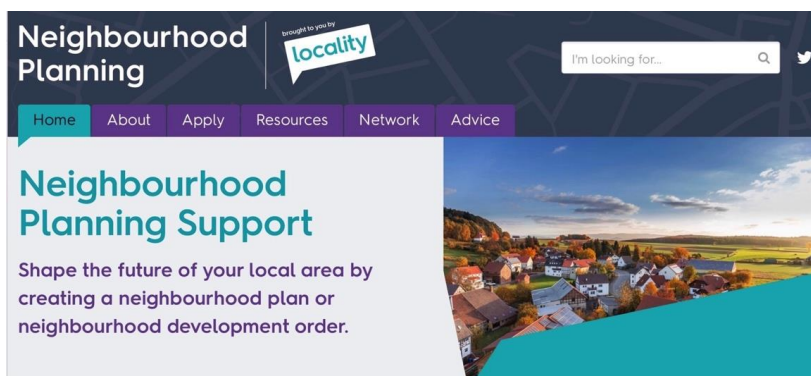 Neighbourhood
Planning
brought to you by
locality
I'm looking for...
Home About Apply Resources Network Advice
Neighbourhood
Planning Support
Shape the future of your local area by
creating a neighbourhood plan or
neighbourhood development order.